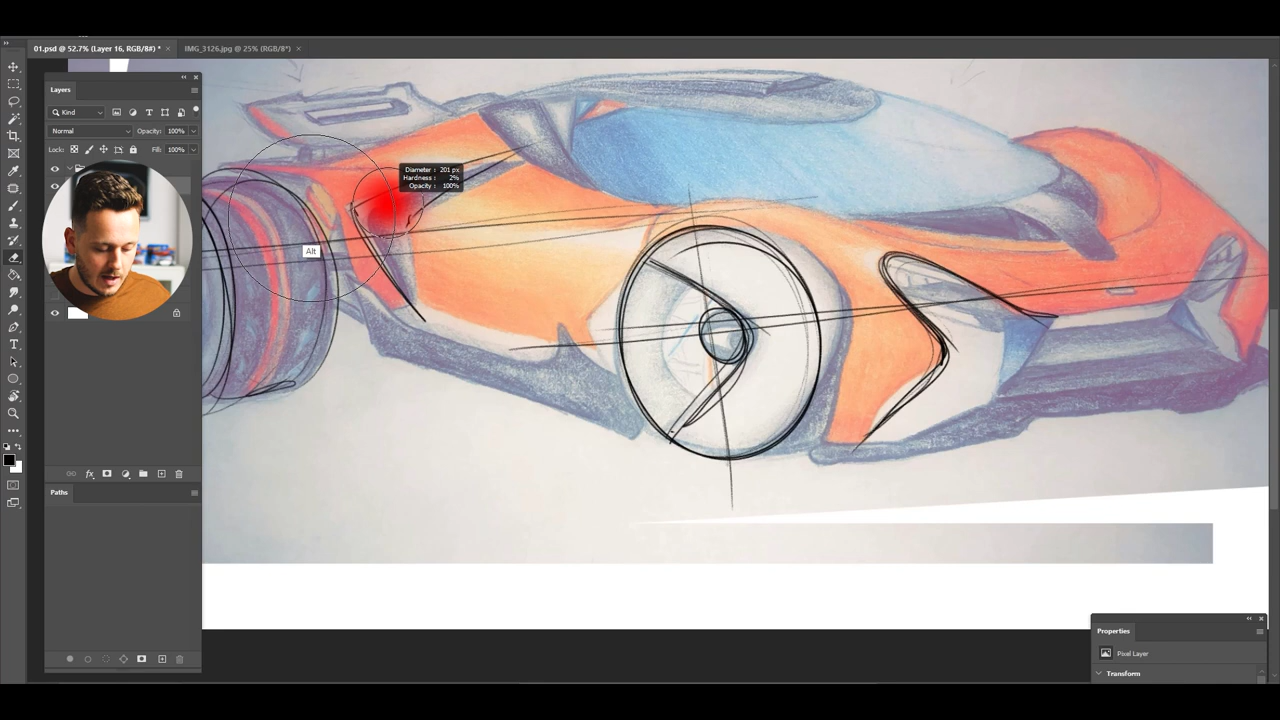 01.psd @ 52.7% (Layer 16, RGB/8#) *
IMG_3126.jpg @ 25% (RGB/8*)
Layers
Kind
Normal
Opacity: 100%
Lock:
Fill: 100%
Diameter : 201 px
Hardness : 2%
Opacity : 100%
Alt
fx
Paths
Properties
Pixel Layer
Transform